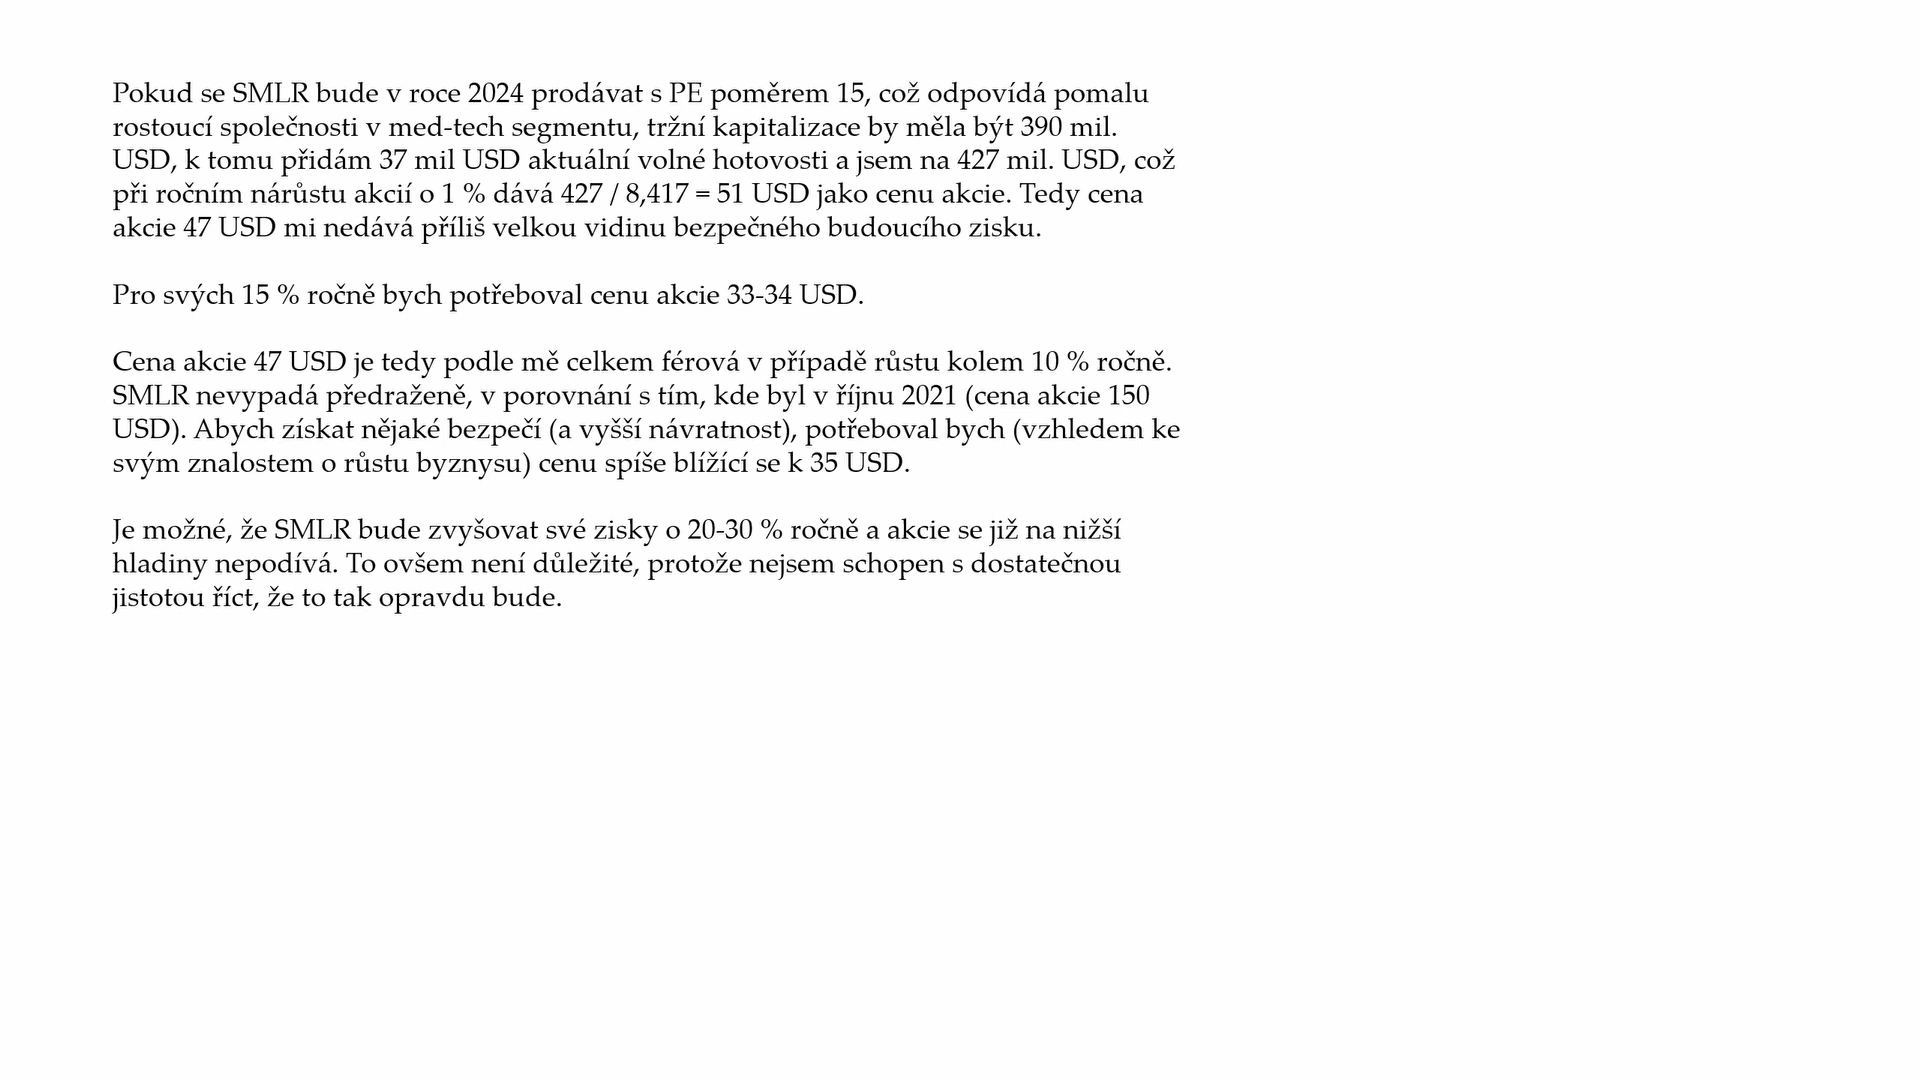 Pokud se SMLR bude v roce 2024 prodávat s PE poměrem 15, což odpovídá pomalu
rostoucí společnosti v med-tech segmentu, tržní kapitalizace by měla být 390 mil.
USD, k tomu přidám 37 mil USD aktuální volné hotovosti a jsem na 427 mil. USD, což
při ročním nárůstu akcií o 1 % dává 427 / 8,417 = 51 USD jako cenu akcie. Tedy cena
akcie 47 USD mi nedává příliš velkou vidinu bezpečného budoucího zisku.

Pro svých 15 % ročně bych potřeboval cenu akcie 33-34 USD.

Cena akcie 47 USD je tedy podle mě celkem férová v případě růstu kolem 10 % ročně.
SMLR nevypadá předraženě, v porovnání s tím, kde byl v říjnu 2021 (cena akcie 150
USD). Abych získat nějaké bezpečí (a vyšší návratnost), potřeboval bych (vzhledem ke
svým znalostem o růstu byznysu) cenu spíše blížící se k 35 USD.

Je možné, že SMLR bude zvyšovat své zisky o 20-30 % ročně a akcie se již na nižší
hladiny nepodívá. To ovšem není důležité, protože nejsem schopen s dostatečnou
jistotou říct, že to tak opravdu bude.